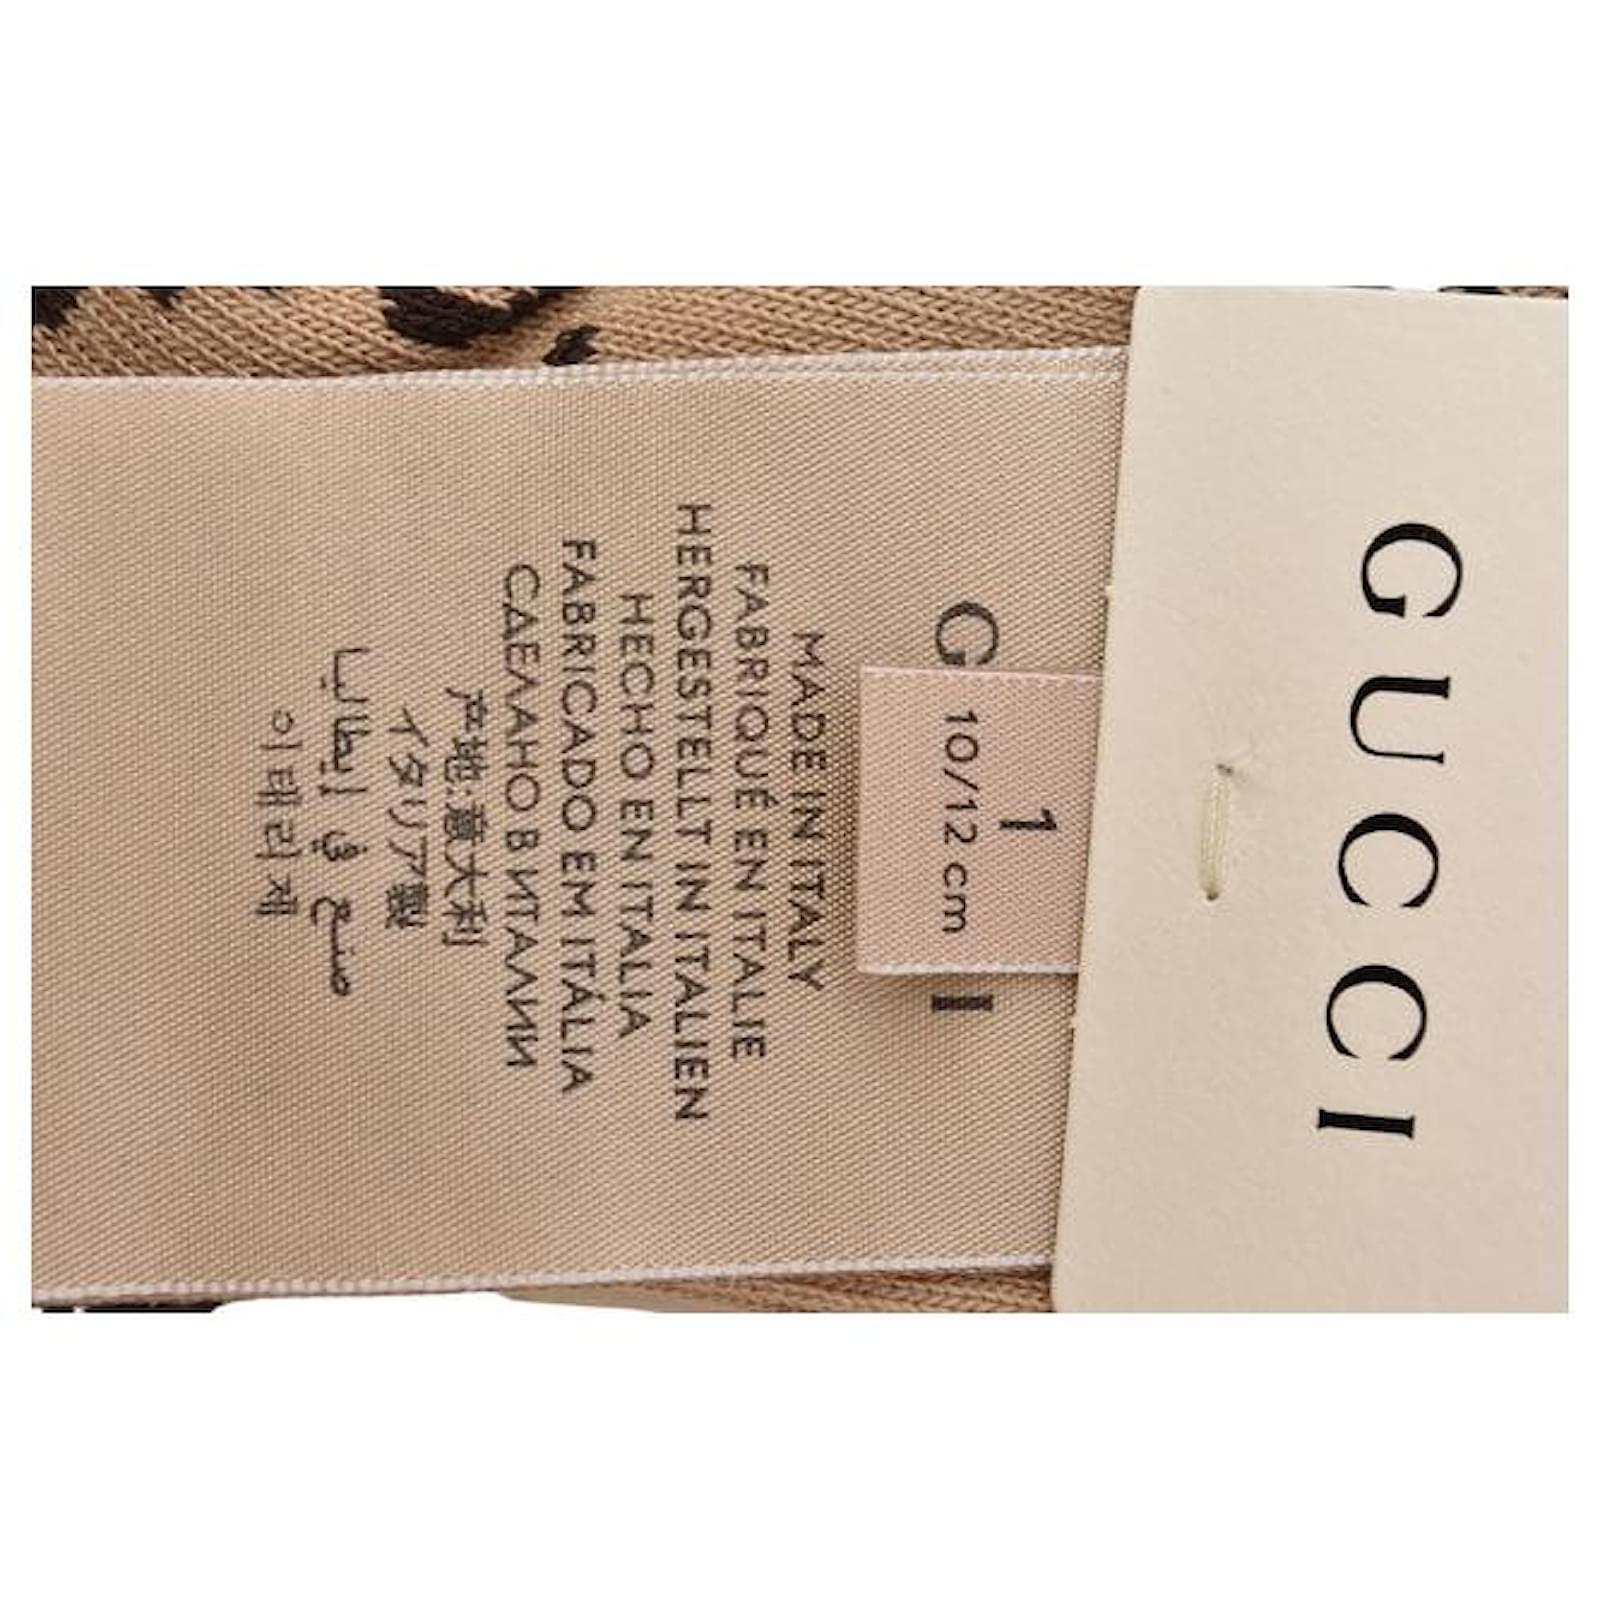 GUCCI
1
10/12 cm
G I
MADE IN ITALY
FABRIQUÉ EN ITALIE
HERGESTELLT IN ITALIEN
HECHO EN ITALIA
FABRICADO EM ITÁLIA
СДЕЛАНО В ИТАЛИИ
产地:意大利
イタリア製
صنع في إيطاليا
이태리제